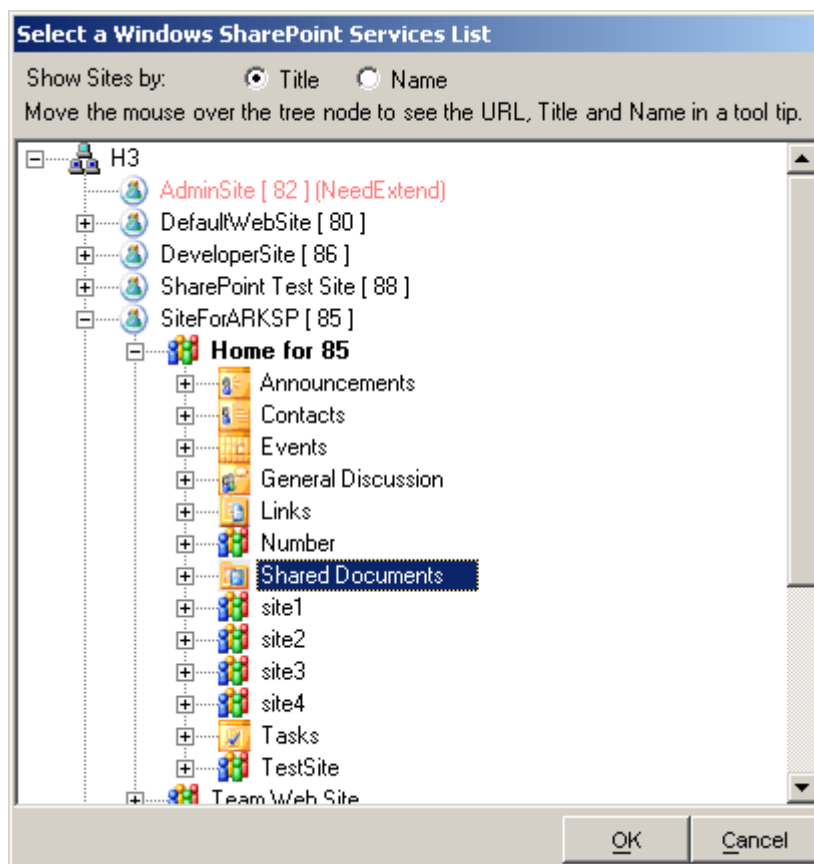 Select a Windows SharePoint Services List
Show Sites by: Title Name
Move the mouse over the tree node to see the URL, Title and Name in a tool tip.
H3
AdminSite [ 82 ] (NeedExtend)
DefaultWebSite [ 80 ]
DeveloperSite [ 86 ]
SharePoint Test Site [ 88 ]
SiteForARKSP [ 85 ]
Home for 85
Announcements
Contacts
Events
General Discussion
Links
Number
Shared Documents
site1
site2
site3
site4
Tasks
TestSite
Team Web Site
OK Cancel